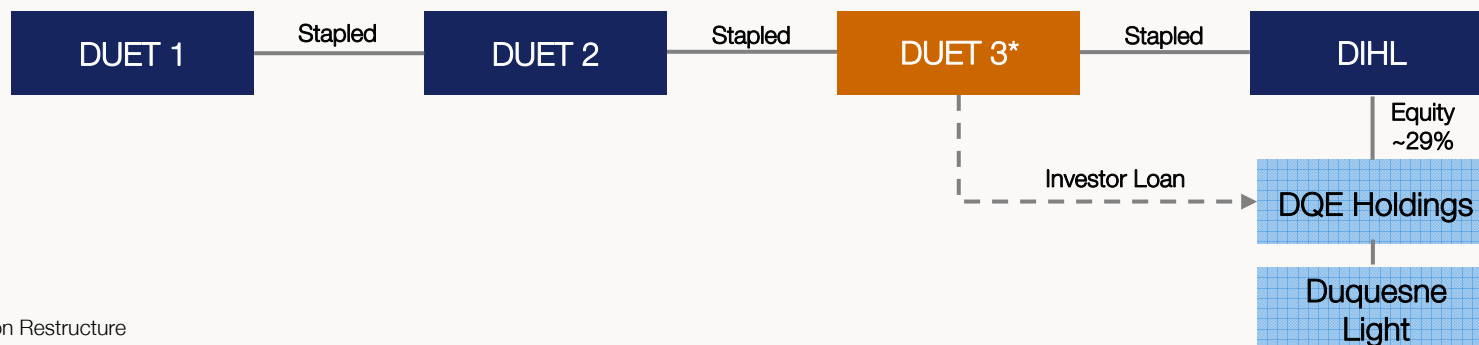 DUET 1
Stapled
DUET 2
Stapled
DUET 3*
Stapled
DIHL
Equity
~29%
Investor Loan
DQE Holdings
Duquesne
Light
on Restructure